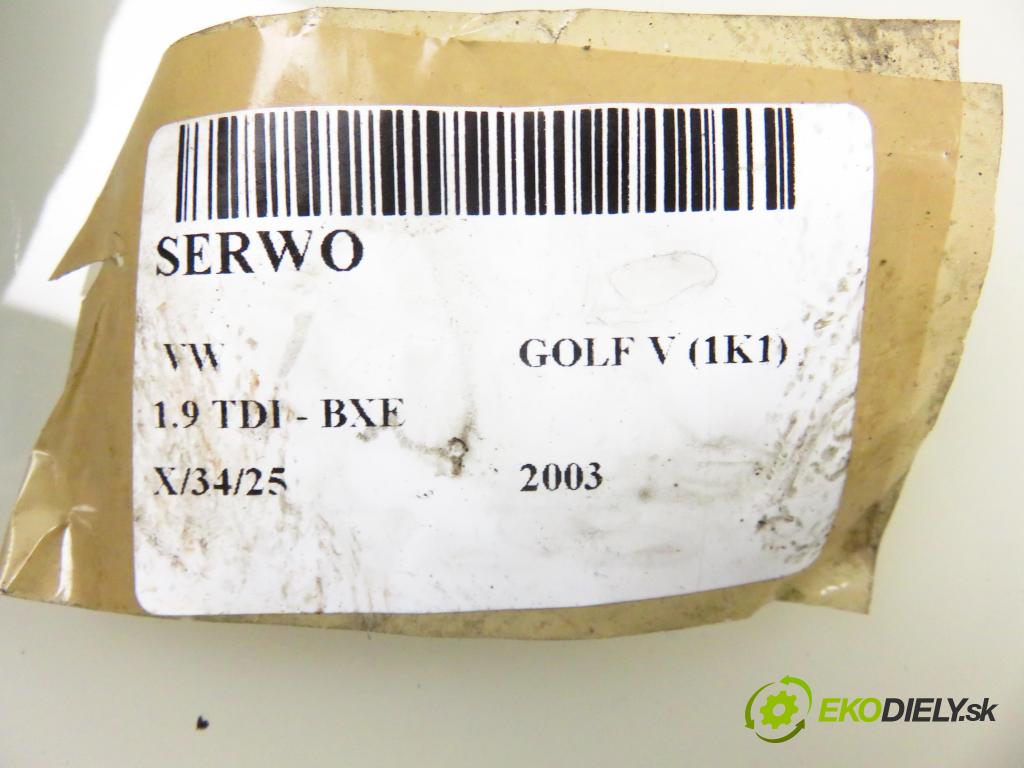 SERWO
VW GOLF V (1K1)
1.9 TDI - BXE
X/34/25 2003
EKODIELY.sk